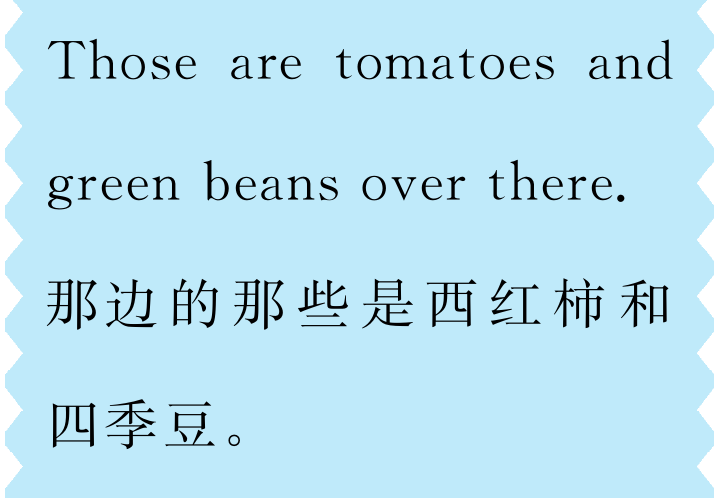 Those are tomatoes and
green beans over there.
那边的那些是西红柿和
四季豆。